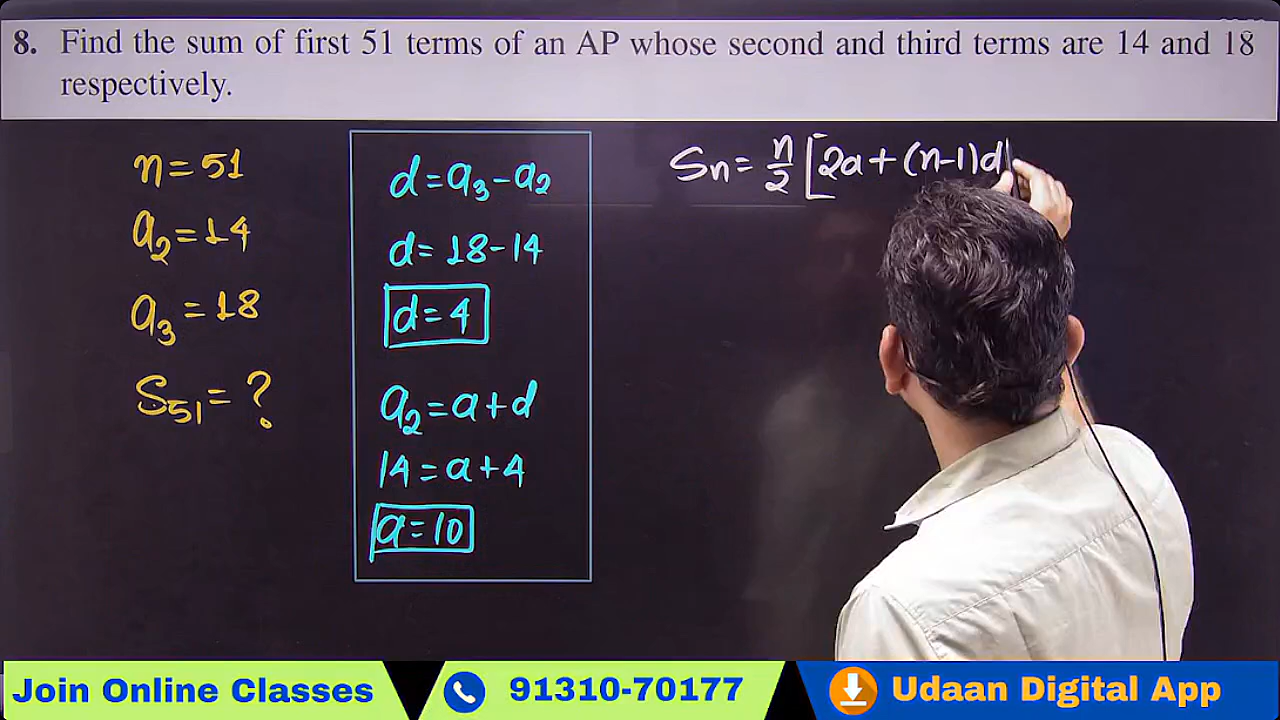 8. Find the sum of first 51 terms of an AP whose second and third terms are 14 and 18
respectively.
n = 51
a₂ = 14
a₃ = 18
S₅₁ = ?
d = a₃ - a₂
d = 18 - 14
d = 4
a₂ = a + d
14 = a + 4
a = 10
Sn = n/2 [2a + (n-1)d
Join Online Classes
91310-70177
Udaan Digital App